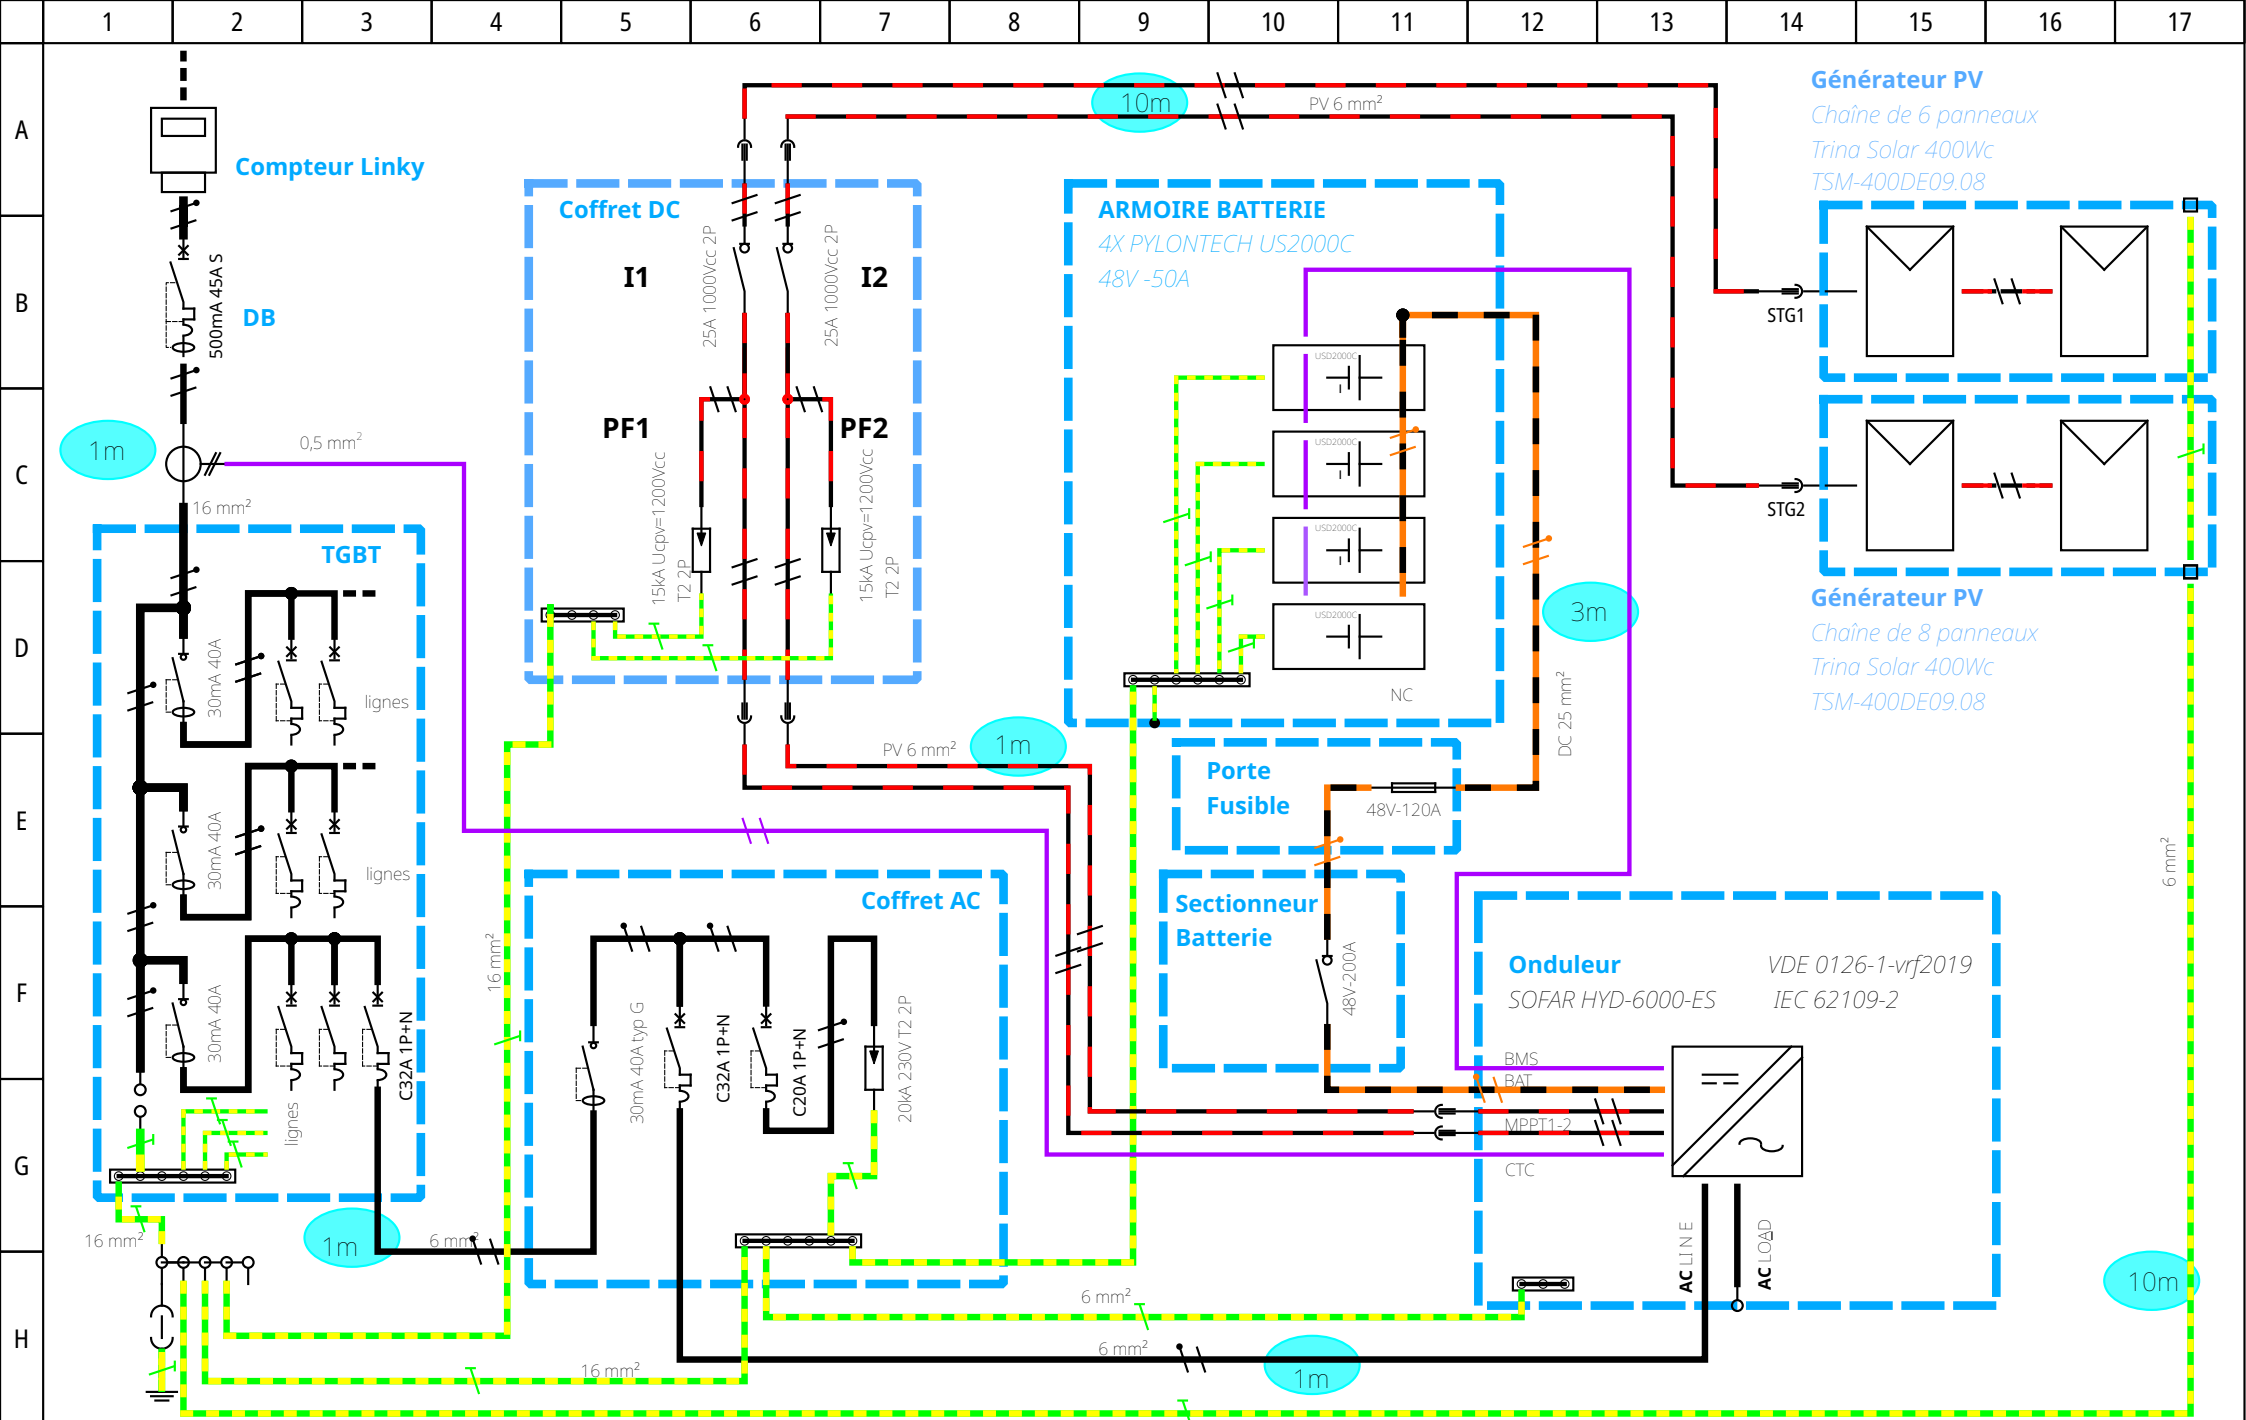 1 2 3 4 5 6 7 8 9 10 11 12 13 14 15 16 17
A
B
C
D
E
F
G
H
Compteur Linky
500mA 45A S
DB
1m
0,5 mm²
16 mm²
TGBT
30mA 40A
lignes
30mA 40A
lignes
30mA 40A
C32A 1P+N
lignes
16 mm²
1m
6 mm²
Coffret DC
I1
25A 1000Vcc 2P
25A 1000Vcc 2P
I2
PF1
PF2
15kA Ucpv=1200Vcc
T2 2P
15kA Ucpv=1200Vcc
T2 2P
10m
PV 6 mm²
PV 6 mm²
1m
16 mm²
Coffret AC
30mA 40A typ G
C32A 1P+N
C20A 1P+N
20kA 230V T2 2P
ARMOIRE BATTERIE
4X PYLONTECH US2000C
48V -50A
USD2000C
USD2000C
USD2000C
USD2000C
NC
3m
DC 25 mm²
Porte
Fusible
48V-120A
Sectionneur
Batterie
48V-200A
Onduleur
VDE 0126-1-vrf2019
SOFAR HYD-6000-ES
IEC 62109-2
BMS
BAT
MPPT1-2
CTC
AC LINE
AC LOAD
6 mm²
6 mm²
1m
16 mm²
Générateur PV
Chaîne de 6 panneaux
Trina Solar 400Wc
TSM-400DE09.08
STG1
STG2
Générateur PV
Chaîne de 8 panneaux
Trina Solar 400Wc
TSM-400DE09.08
6 mm²
10m